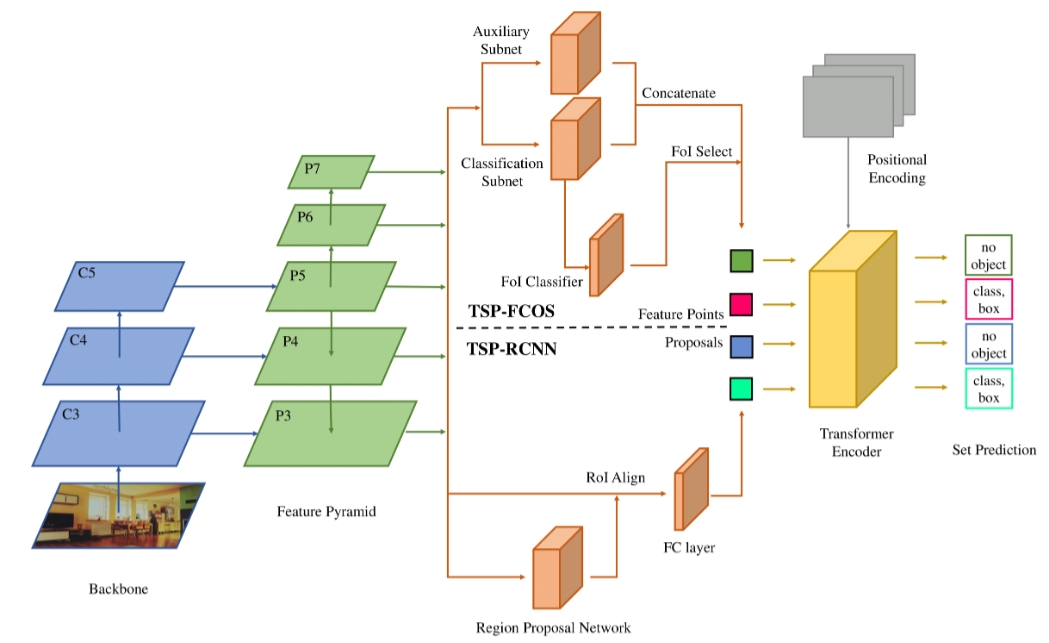 Auxiliary
Subnet
Concatenate
Classification
Subnet
FoI Select
Positional
Encoding
P7
P6
P5
P4
P3
C5
C4
C3
FoI Classifier
TSP-FCOS
Feature Points
TSP-RCNN
Proposals
no
object
class,
box
no
object
class,
box
Transformer
Encoder
Set Prediction
RoI Align
Feature Pyramid
FC layer
Backbone
Region Proposal Network